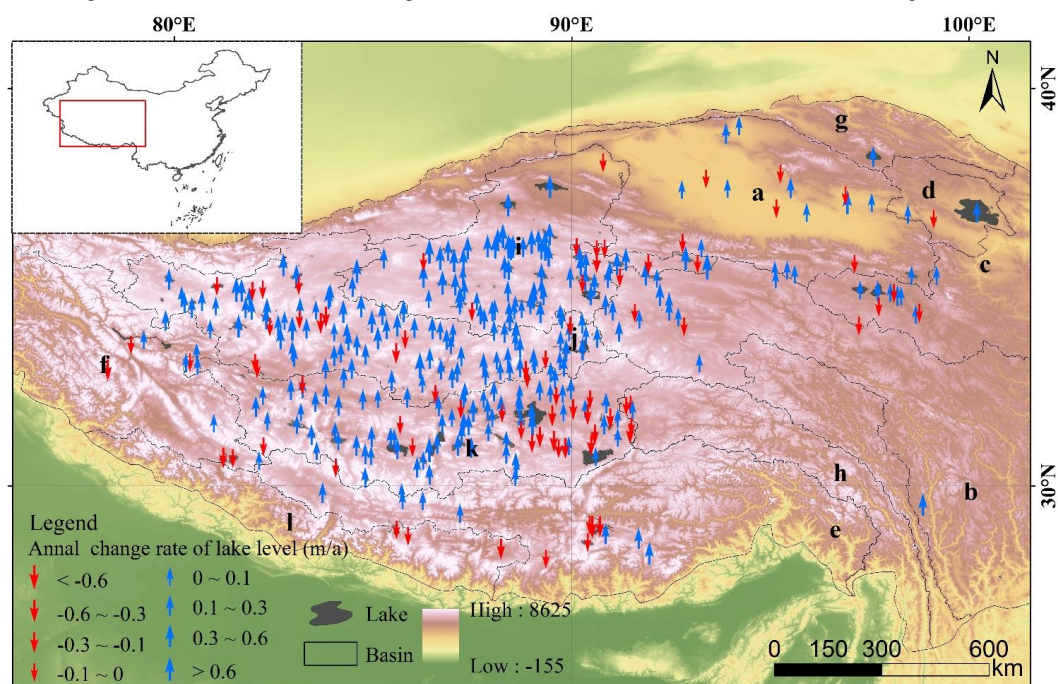 80°E 90°E 100°E
N
40°N
g
a
d
i
c
j
f
k
h
b
30°N
l
e
Legend
Annal change rate of lake level (m/a)
< -0.6 0 ~ 0.1
-0.6 ~ -0.3 0.1 ~ 0.3
-0.3 ~ -0.1 0.3 ~ 0.6
-0.1 ~ 0 > 0.6
Lake
Basin
High : 8625
Low : -155
0 150 300 600
km